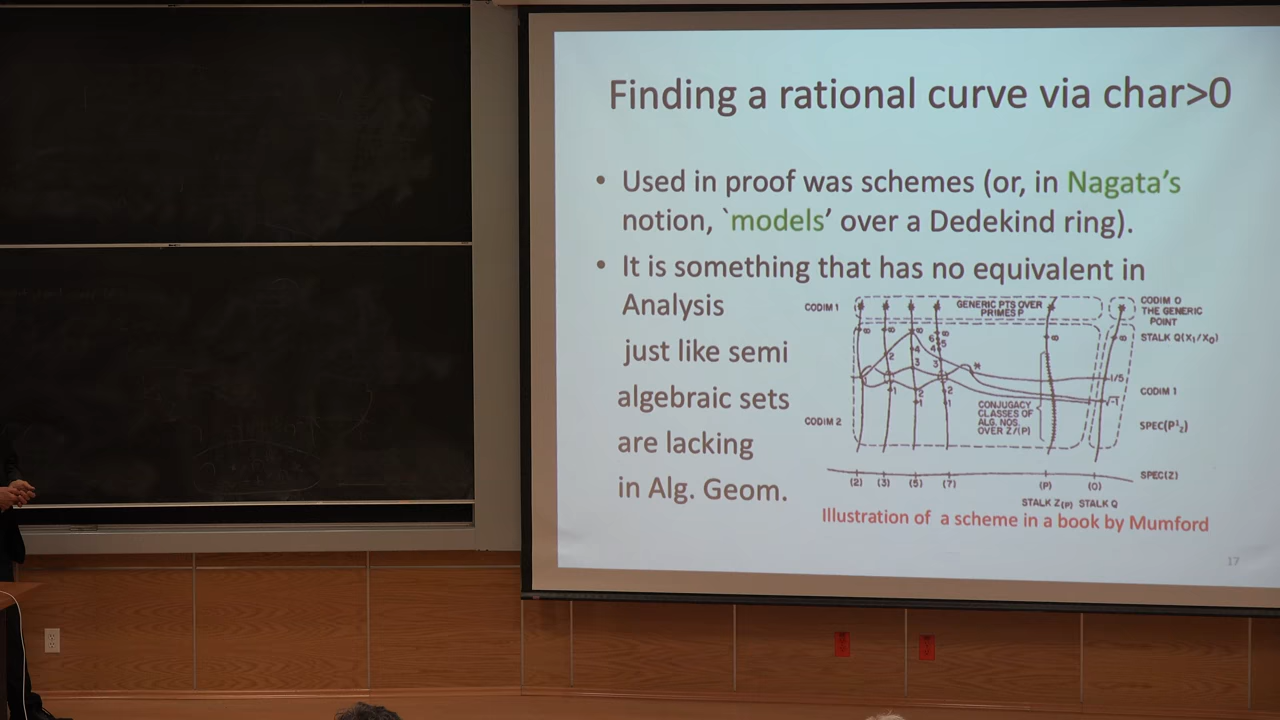 Finding a rational curve via char>0
• Used in proof was schemes (or, in Nagata's
notion, `models' over a Dedekind ring).
• It is something that has no equivalent in
Analysis
just like semi
algebraic sets
are lacking
in Alg. Geom.
CODIM 1
GENERIC PTS OVER
PRIMES P
CODIM 0
THE GENERIC
POINT
STALK Q(X₁/X₀)
1/5
CODIM 1
CONJUGACY
CLASSES OF
ALG. NOS.
OVER Z/(P)
√-1
CODIM 2
SPEC(P¹z)
SPEC(Z)
(2) (3) (5) (7) (P) (0)
STALK Z(P) STALK Q
Illustration of a scheme in a book by Mumford
17